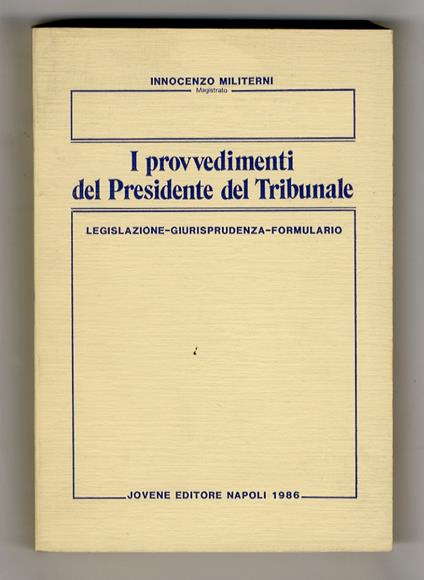 INNOCENZO MILITERNI
Magistrato
I provvedimenti
del Presidente del Tribunale
LEGISLAZIONE-GIURISPRUDENZA-FORMULARIO
JOVENE EDITORE NAPOLI 1986